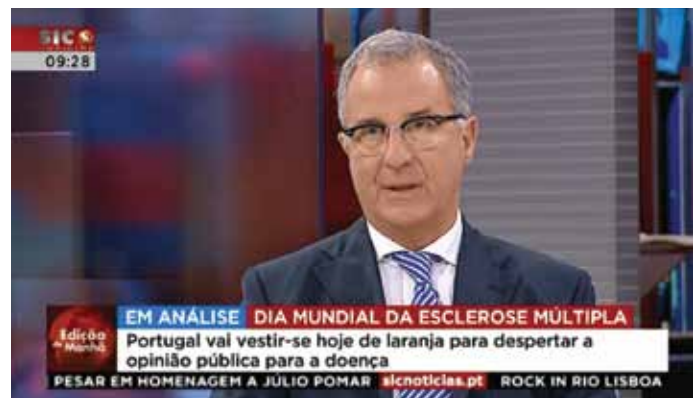 SIC
09:28
EM ANÁLISE DIA MUNDIAL DA ESCLEROSE MÚLTIPLA
Edição da Manhã
Portugal vai vestir-se hoje de laranja para despertar a
opinião pública para a doença
PESAR EM HOMENAGEM A JÚLIO POMAR sicnoticias.pt ROCK IN RIO LISBOA